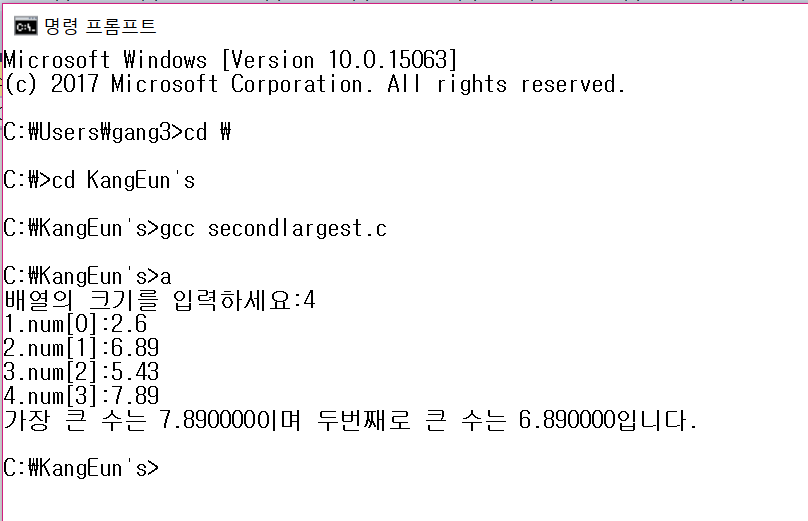 명령 프롬프트
Microsoft Windows [Version 10.0.15063]
(c) 2017 Microsoft Corporation. All rights reserved.
C:₩Users₩gang3>cd ₩
C:₩>cd KangEun's
C:₩KangEun's>gcc secondlargest.c
C:₩KangEun's>a
배열의 크기를 입력하세요:4
1.num[0]:2.6
2.num[1]:6.89
3.num[2]:5.43
4.num[3]:7.89
가장 큰 수는 7.890000이며 두번째로 큰 수는 6.890000입니다.
C:₩KangEun's>